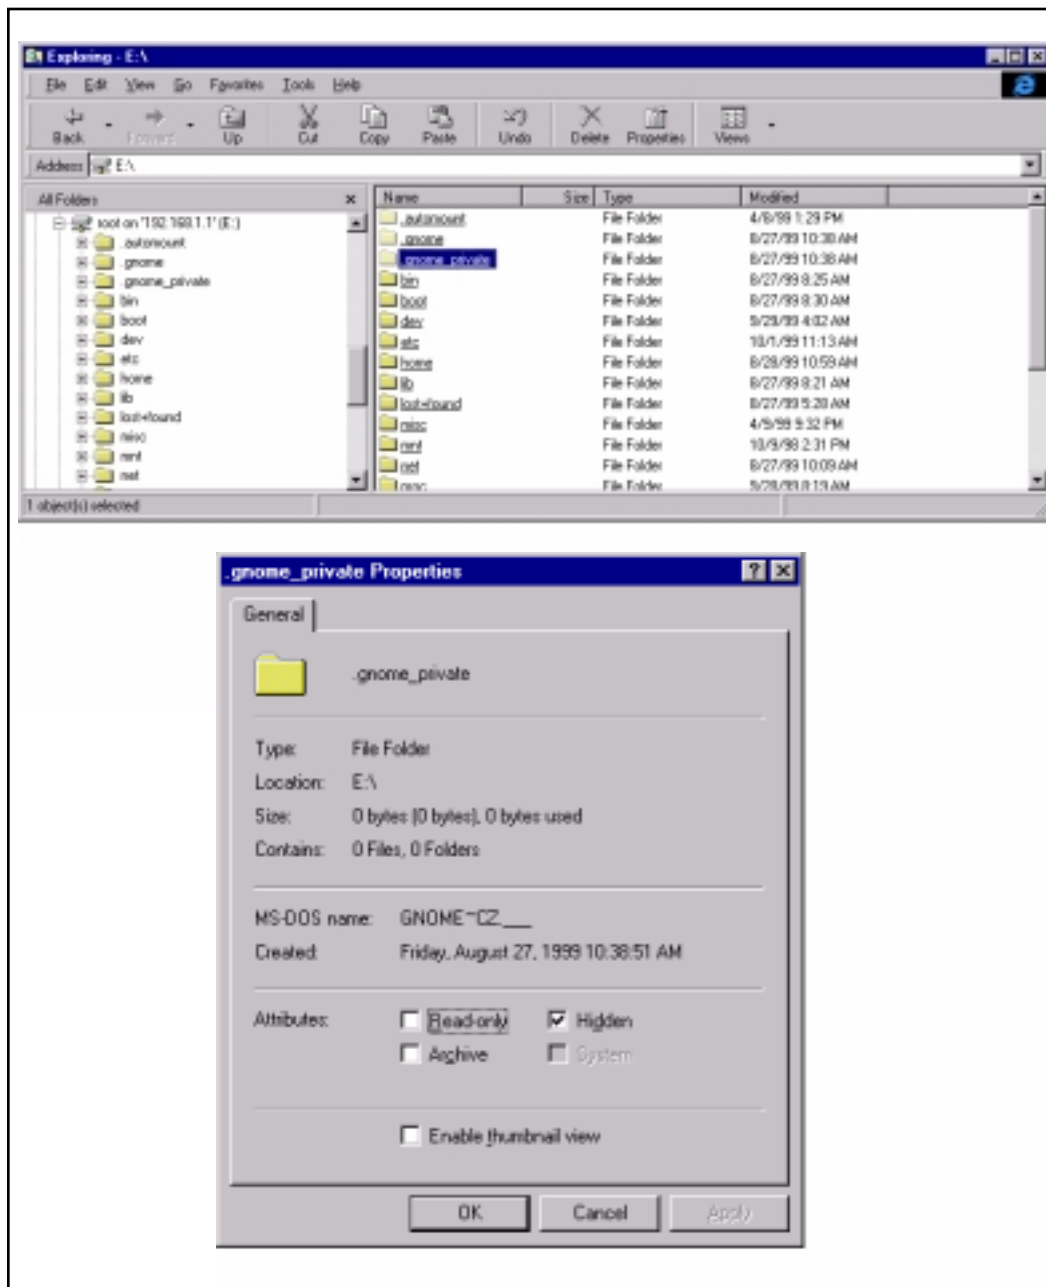 Exploring - E:\
File Edit View Go Favorites Tools Help
Back Forward Up Cut Copy Paste Undo Delete Properties Views
Address E:\
All Folders
root on '192.168.1.1' (E:)
.automount
.gnome
.gnome_private
bin
boot
dev
etc
home
lib
lost+found
misc
mnt
net
Name Size Type Modified
.automount File Folder 4/8/99 1:29 PM
.gnome File Folder 8/27/99 10:38 AM
.gnome_private File Folder 8/27/99 10:38 AM
bin File Folder 8/27/99 8:25 AM
boot File Folder 8/27/99 8:30 AM
dev File Folder 9/29/99 4:02 AM
etc File Folder 10/1/99 11:13 AM
home File Folder 8/28/99 10:59 AM
lib File Folder 8/27/99 8:21 AM
lost+found File Folder 8/27/99 5:28 AM
misc File Folder 4/9/99 9:32 PM
mnt File Folder 10/9/98 2:31 PM
net File Folder 8/27/99 10:09 AM
File Folder
1 object(s) selected
.gnome_private Properties
General
.gnome_private
Type: File Folder
Location: E:\
Size: 0 bytes (0 bytes), 0 bytes used
Contains: 0 Files, 0 Folders
MS-DOS name: GNOME~CZ.___
Created: Friday, August 27, 1999 10:38:51 AM
Attributes: Read-only Hidden
Archive System
Enable thumbnail view
OK Cancel Apply